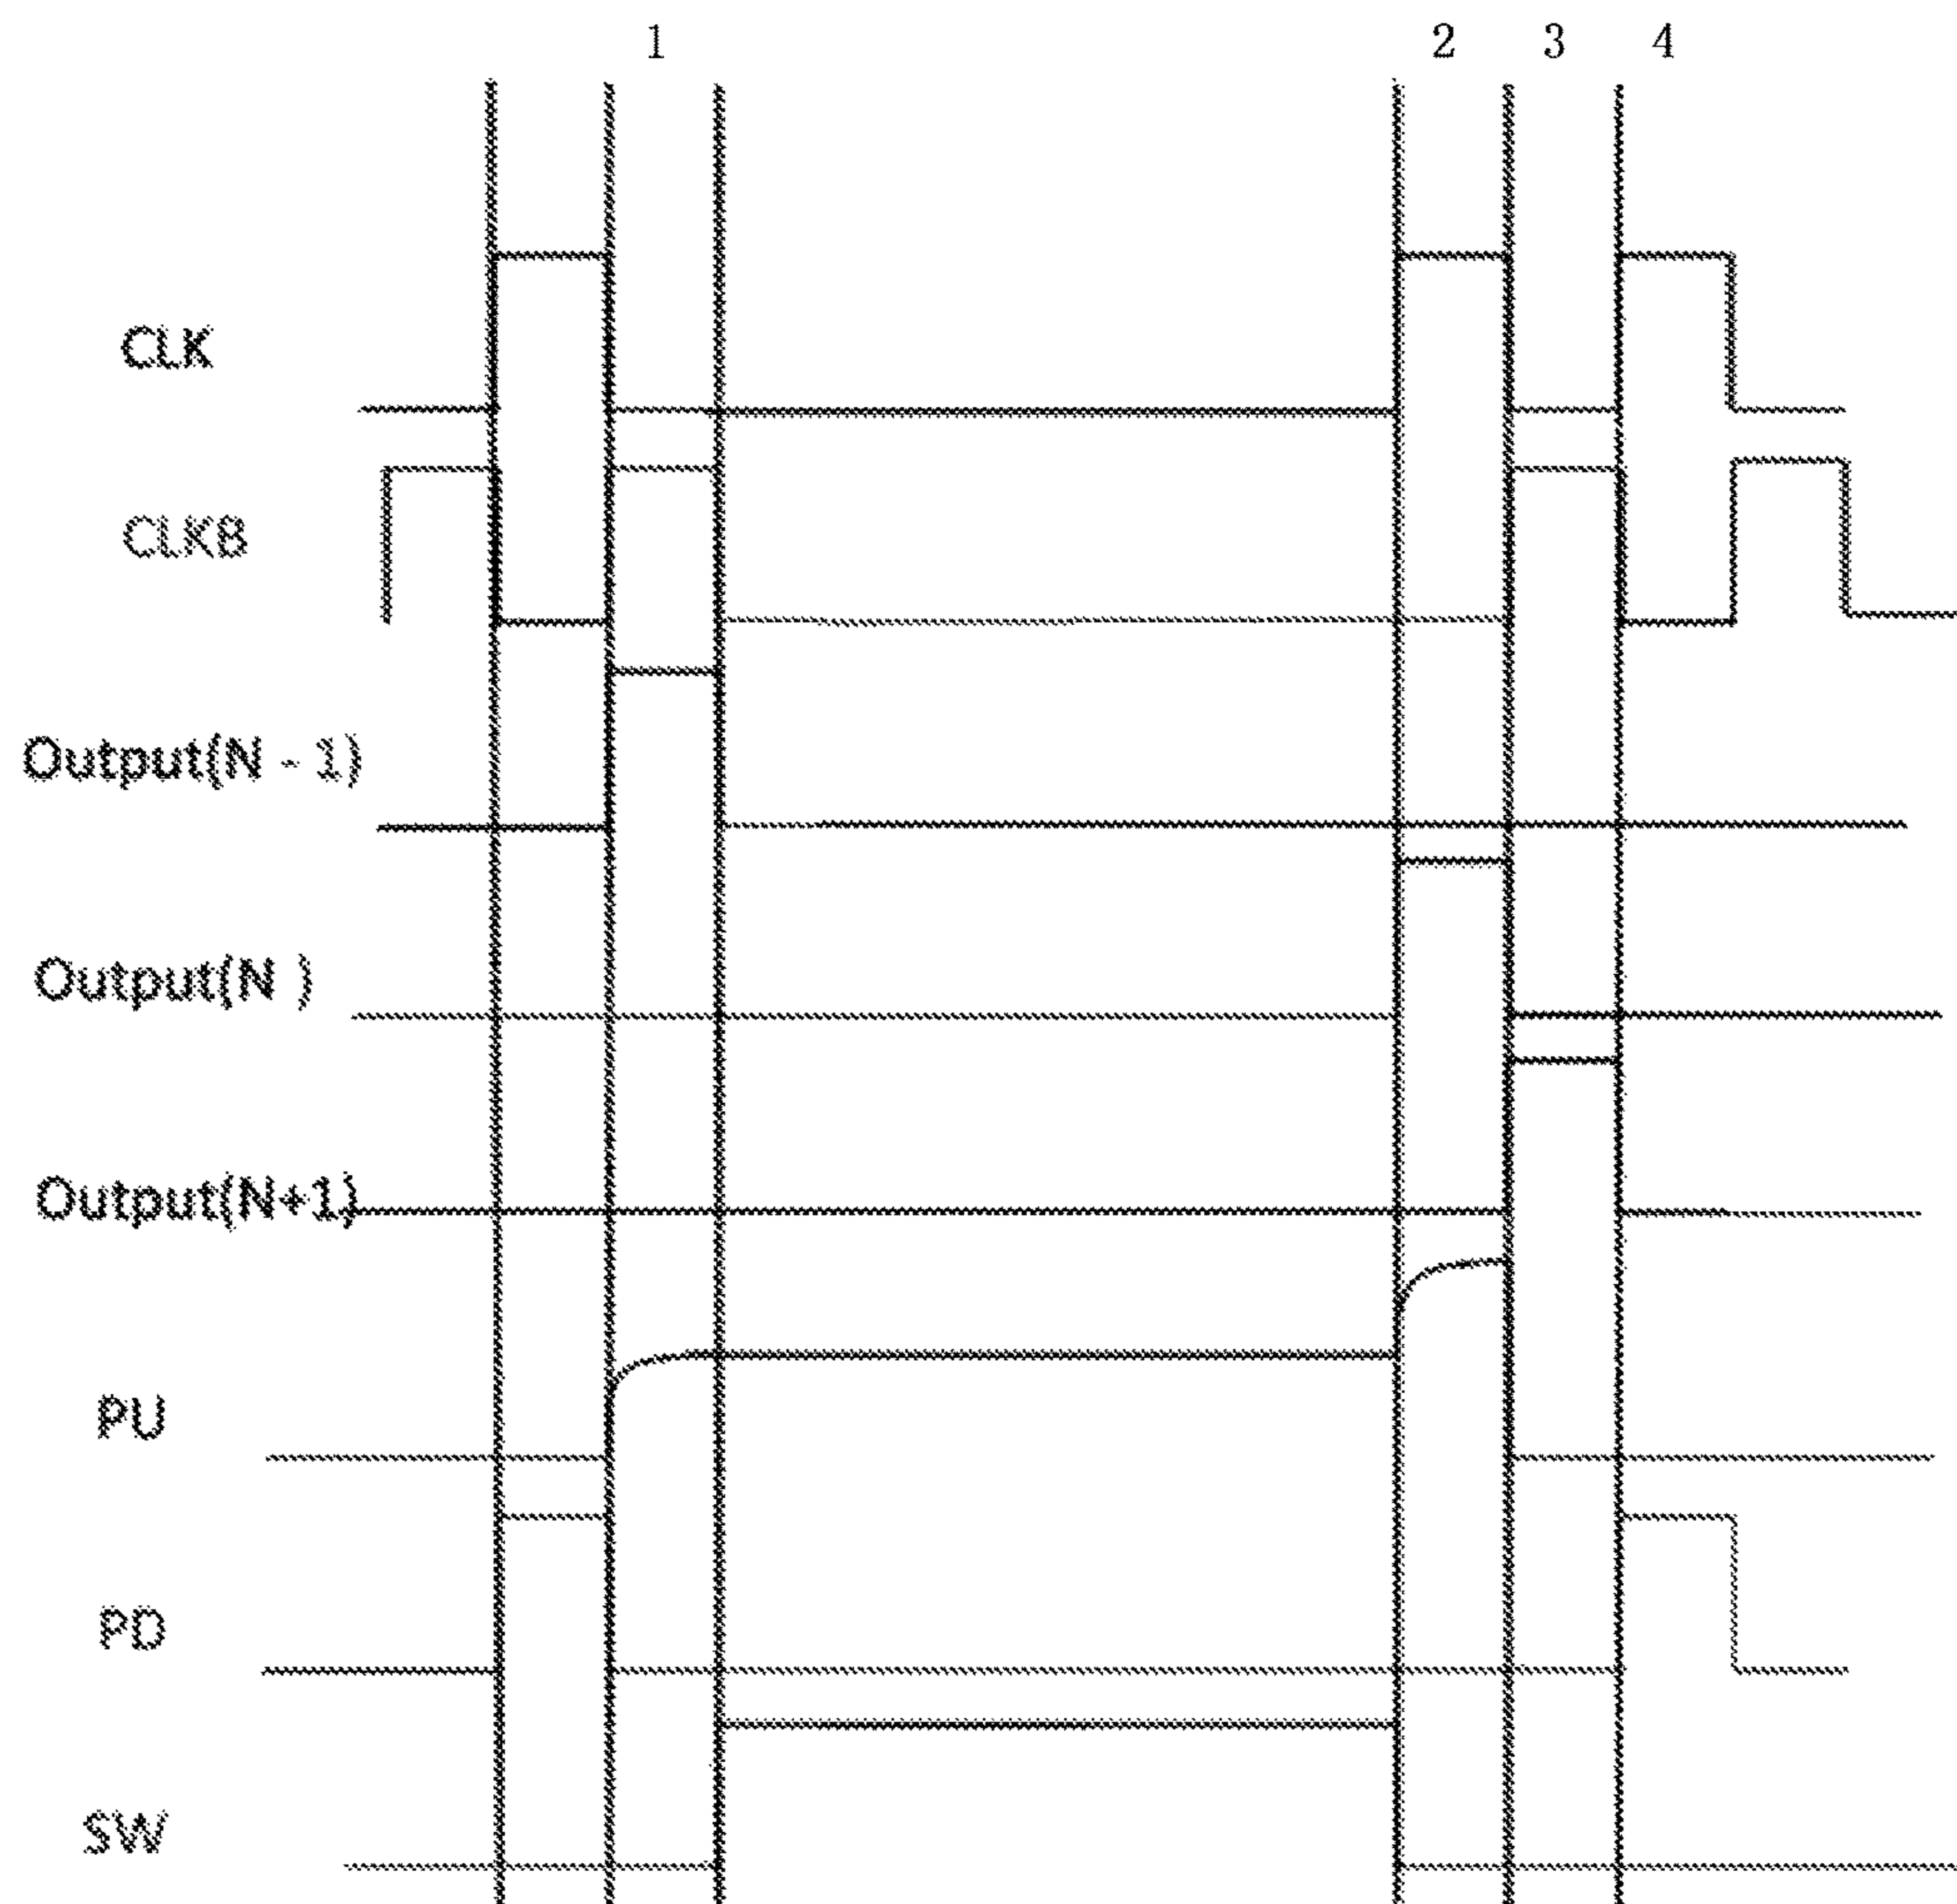 1 2 3 4
CLK
CLKB
Output(N - 1)
Output(N )
Output(N+1)
PU
PD
SW